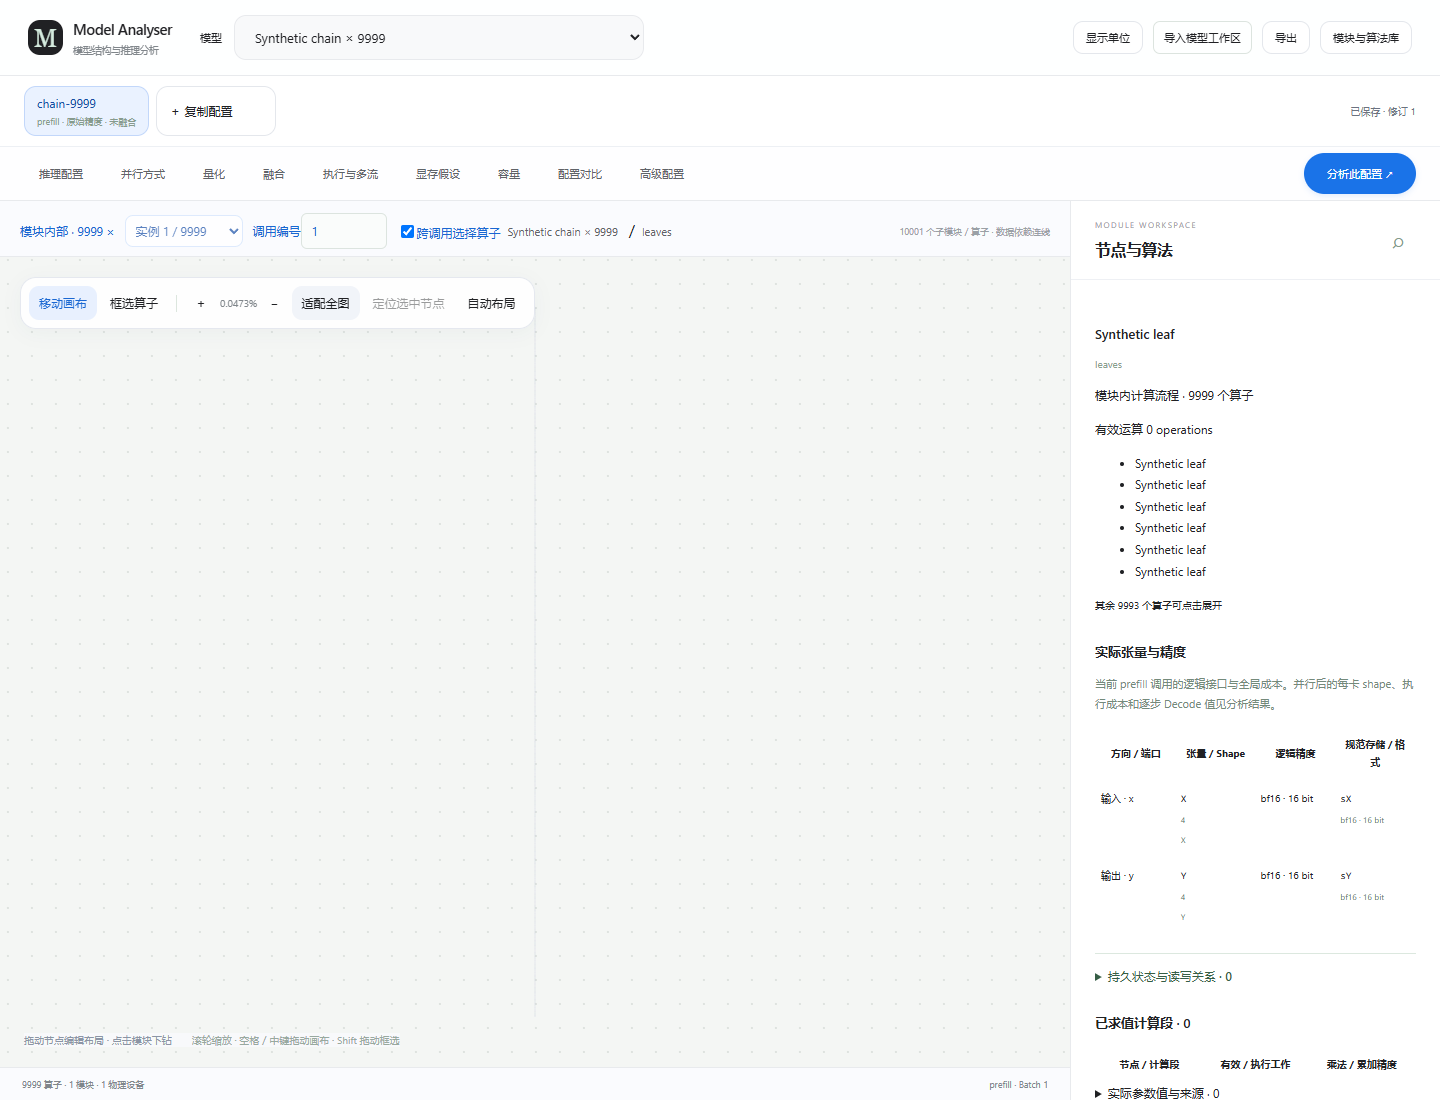 M Model Analyser
模型结构与推理分析
模型
Synthetic chain × 9999
显示单位
导入模型工作区
导出
模块与算法库
chain-9999
prefill · 原始精度 · 未融合
+ 复制配置
已保存 · 修订 1
推理配置
并行方式
量化
融合
执行与多流
显存假设
容量
配置对比
高级配置
分析此配置 ↗
模块内部 · 9999 ×
实例 1 / 9999
调用编号 1
跨调用选择算子
Synthetic chain × 9999 / leaves
10001 个子模块 / 算子 · 数据依赖连线
移动画布
框选算子
+ 0.0473% −
适配全图
定位选中节点
自动布局
拖动节点编辑布局 · 点击模块下钻
滚轮缩放 · 空格 / 中键拖动画布 · Shift 拖动框选
9999 算子 · 1 模块 · 1 物理设备
prefill · Batch 1
MODULE WORKSPACE
节点与算法
Synthetic leaf
leaves
模块内计算流程 · 9999 个算子
有效运算 0 operations
• Synthetic leaf
• Synthetic leaf
• Synthetic leaf
• Synthetic leaf
• Synthetic leaf
• Synthetic leaf
其余 9993 个算子可点击展开
实际张量与精度
当前 prefill 调用的逻辑接口与全局成本。并行后的每卡 shape、执
行成本和逐步 Decode 值见分析结果。
方向 / 端口 张量 / Shape 逻辑精度 规范存储 / 格
式
输入 · x X bf16 · 16 bit sX
4 bf16 · 16 bit
X
输出 · y Y bf16 · 16 bit sY
4 bf16 · 16 bit
Y
▶ 持久状态与读写关系 · 0
已求值计算段 · 0
节点 / 计算段 有效 / 执行工作 乘法 / 累加精度
▶ 实际参数值与来源 · 0